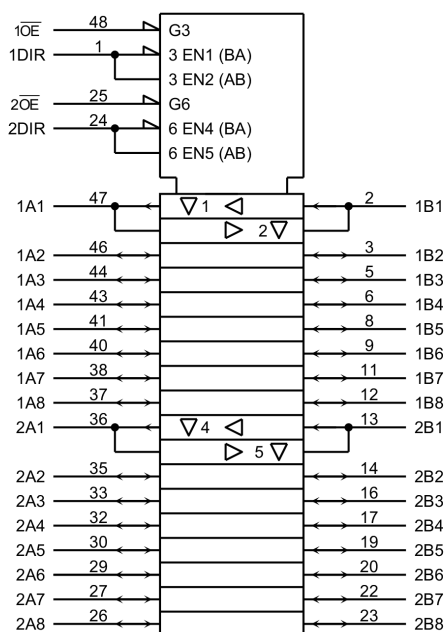 1O̅E̅ 48 G3
1DIR 1 3 EN1 (BA)
3 EN2 (AB)
2O̅E̅ 25 G6
2DIR 24 6 EN4 (BA)
6 EN5 (AB)
1A1 47 1 2 1B1
2
1A2 46 3 1B2
1A3 44 5 1B3
1A4 43 6 1B4
1A5 41 8 1B5
1A6 40 9 1B6
1A7 38 11 1B7
1A8 37 12 1B8
2A1 36 4 13 2B1
5
2A2 35 14 2B2
2A3 33 16 2B3
2A4 32 17 2B4
2A5 30 19 2B5
2A6 29 20 2B6
2A7 27 22 2B7
2A8 26 23 2B8